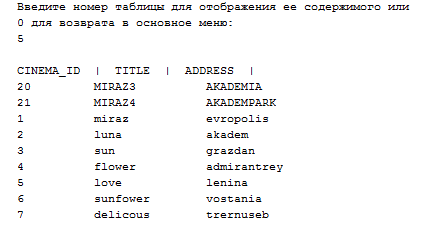 Введите номер таблицы для отображения ее содержимого или
0 для возврата в основное меню:
5
CINEMA_ID | TITLE | ADDRESS |
20 MIRAZ3 AKADEMIA
21 MIRAZ4 AKADEMPARK
1 miraz evropolis
2 luna akadem
3 sun grazdan
4 flower admirantrey
5 love lenina
6 sunfower vostania
7 delicous trernuseb